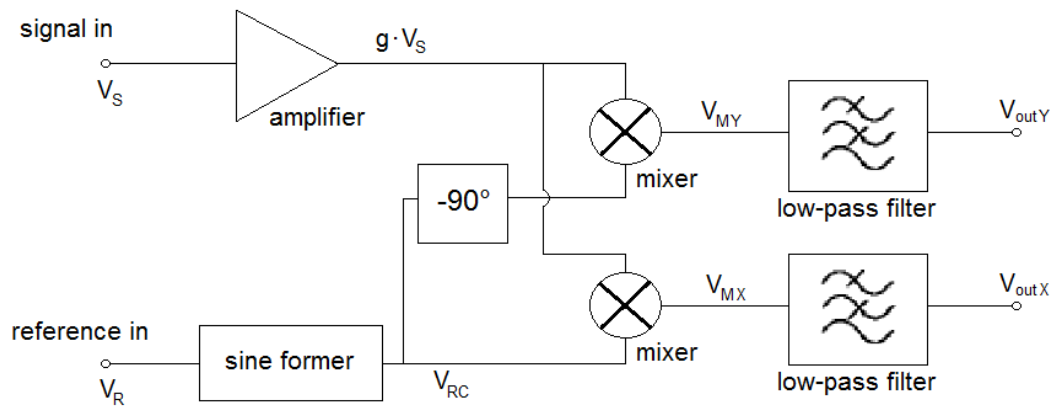 signal in
V_S
amplifier
g·V_S
mixer
V_MY
low-pass filter
V_outY
-90°
reference in
V_R
sine former
V_RC
mixer
V_MX
low-pass filter
V_outX